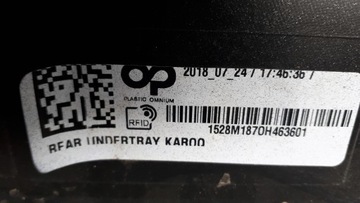 2018_07_24 / 17:46:36 /
OP
PLASTIC OMNIUM
RFID
1528M1870H463601
REAR UNDERTRAY KAROQ